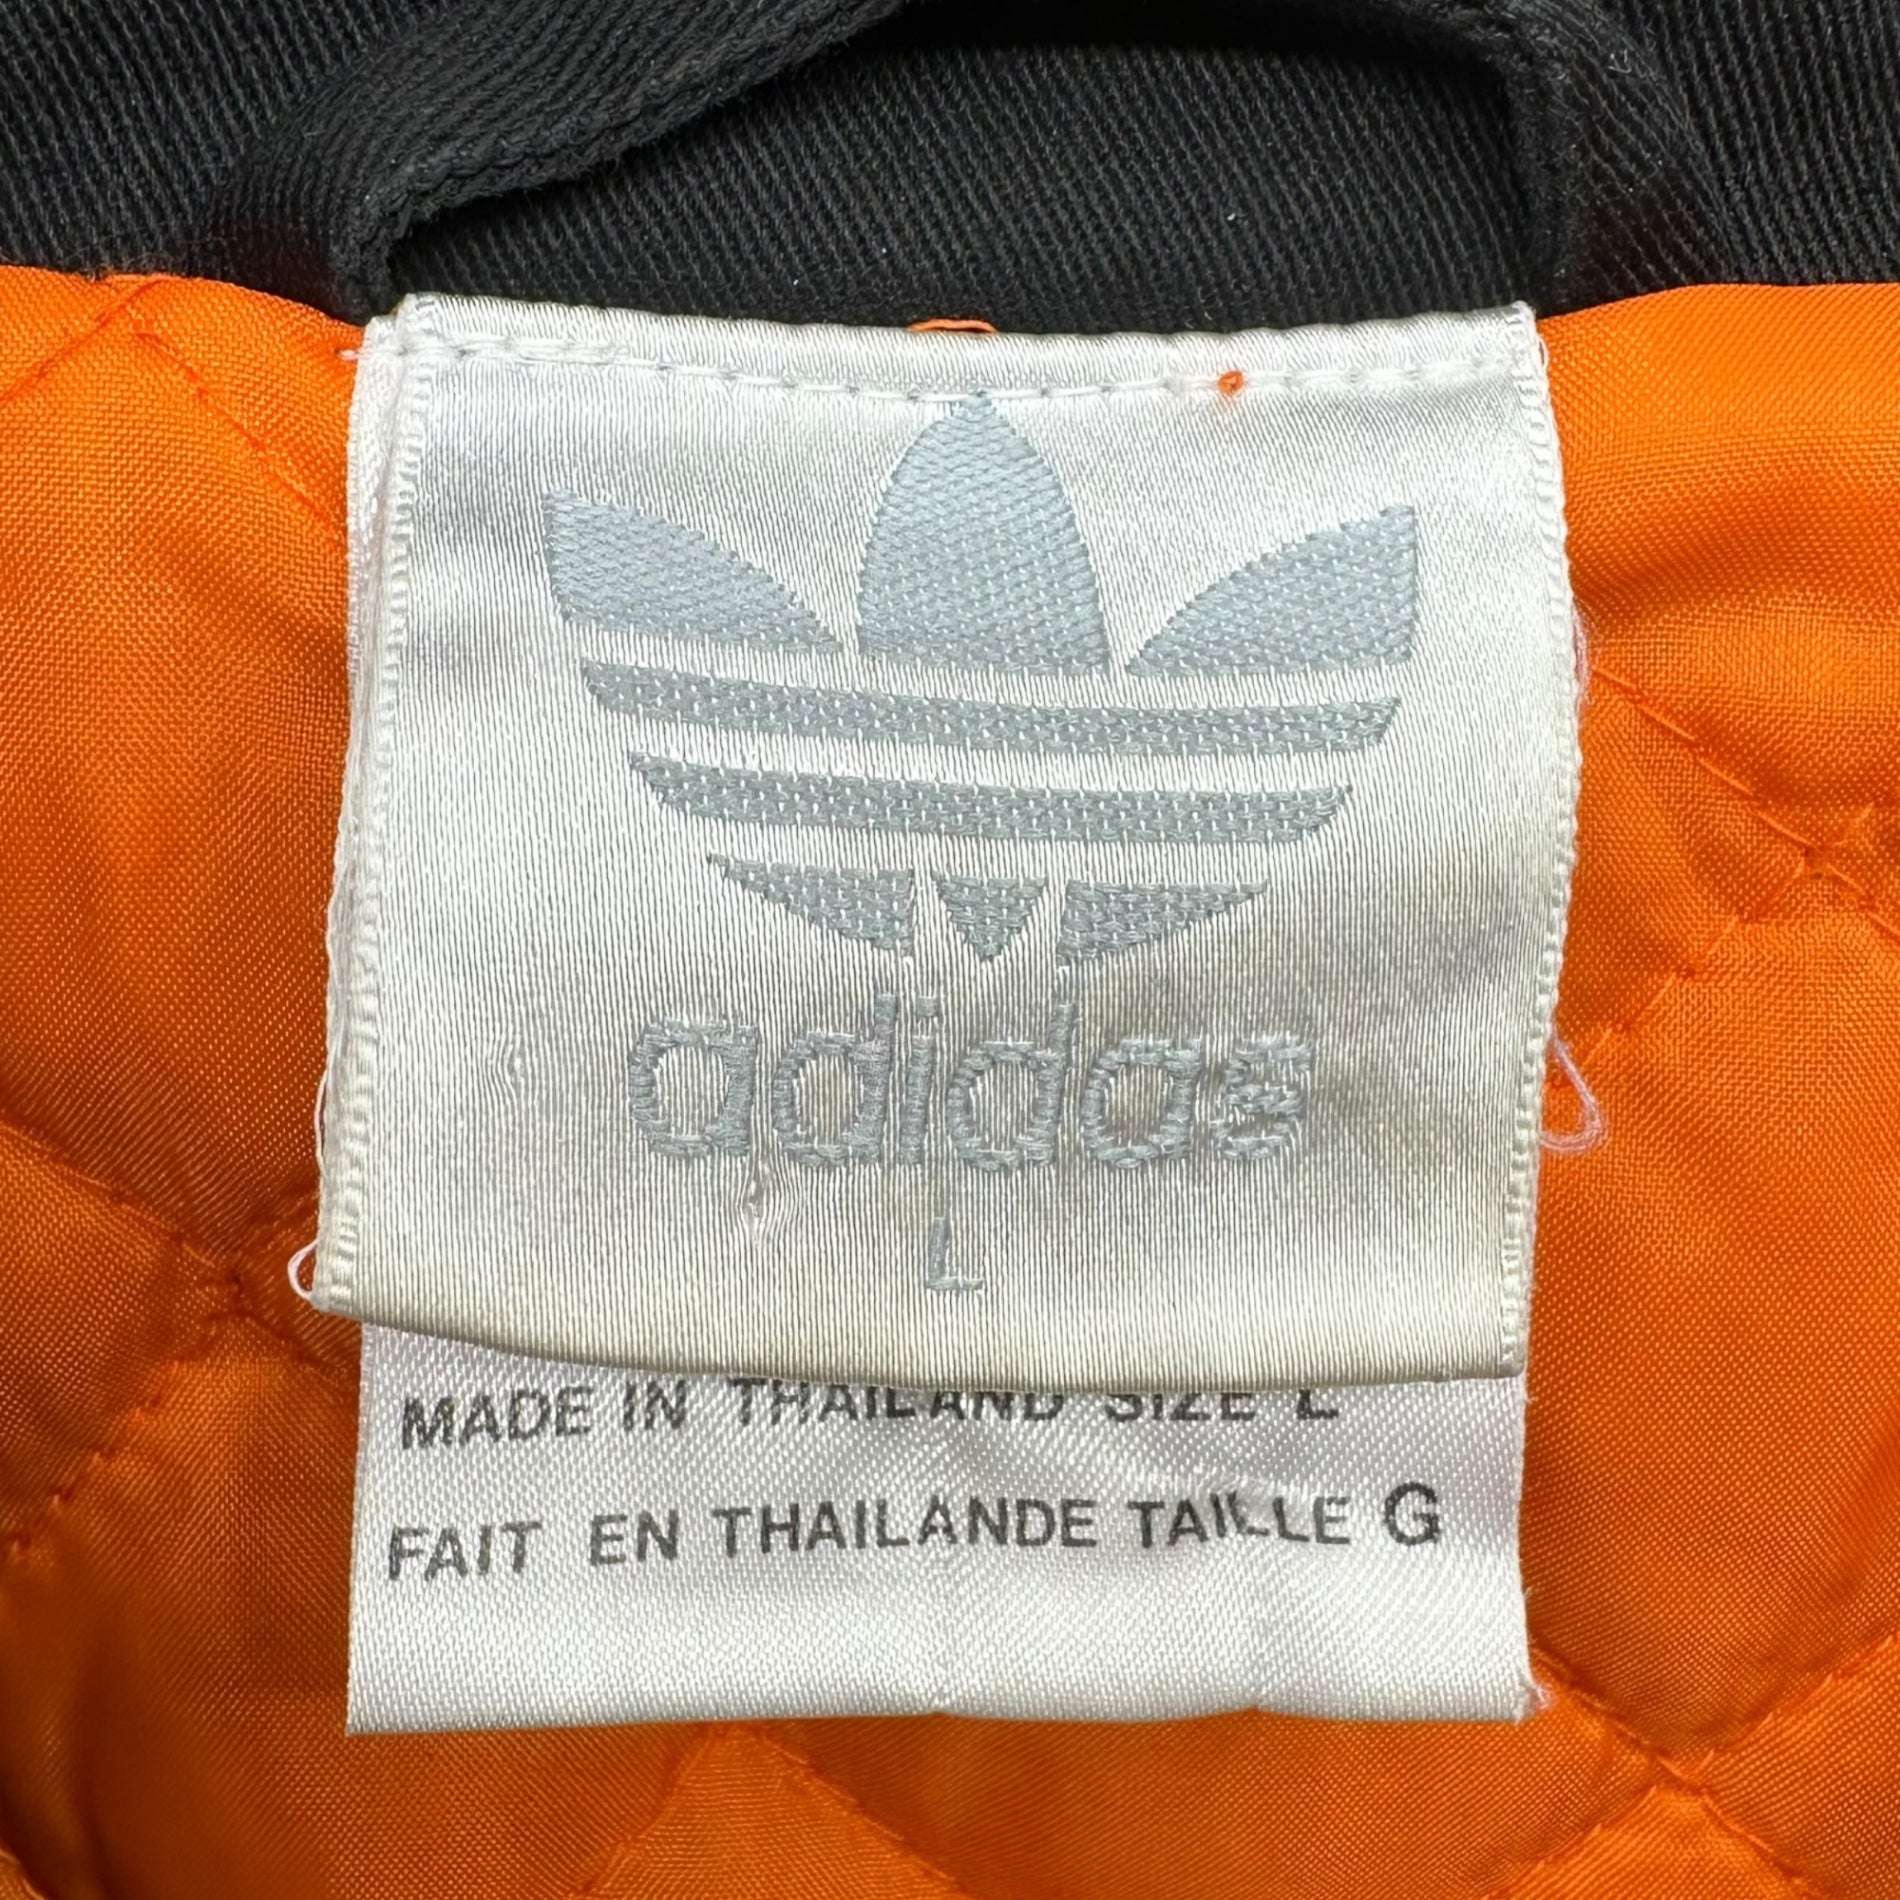 adidas
L
MADE IN THAILAND SIZE L
FAIT EN THAILANDE TAILLE G